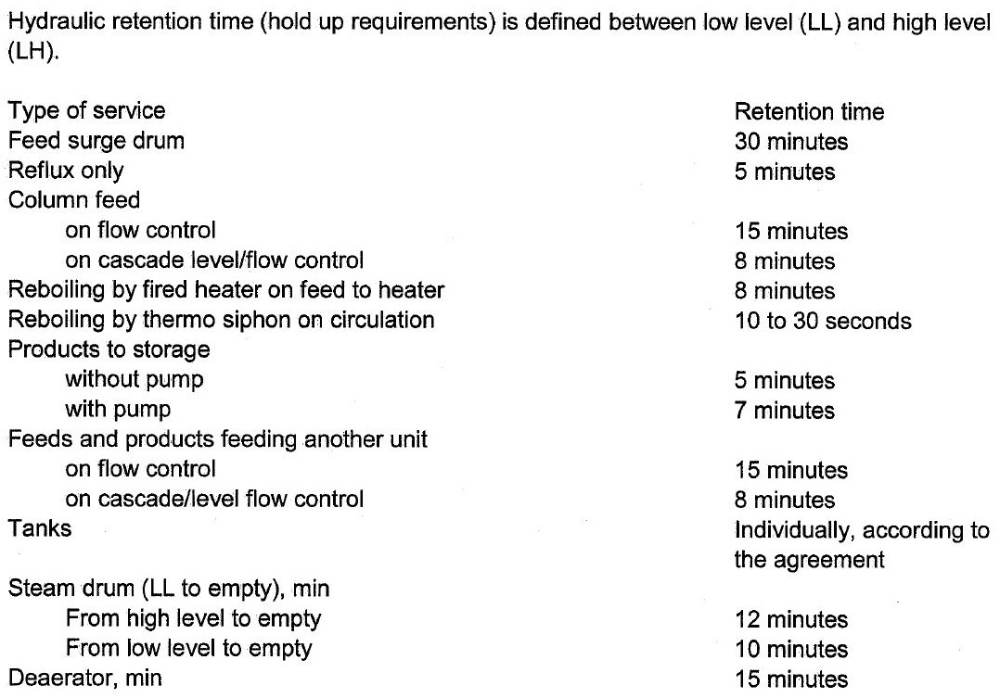 Hydraulic retention time (hold up requirements) is defined between low level (LL) and high level
(LH).
Type of service Retention time
Feed surge drum 30 minutes
Reflux only 5 minutes
Column feed
on flow control 15 minutes
on cascade level/flow control 8 minutes
Reboiling by fired heater on feed to heater 8 minutes
Reboiling by thermo siphon on circulation 10 to 30 seconds
Products to storage
without pump 5 minutes
with pump 7 minutes
Feeds and products feeding another unit
on flow control 15 minutes
on cascade/level flow control 8 minutes
Tanks Individually, according to
the agreement
Steam drum (LL to empty), min
From high level to empty 12 minutes
From low level to empty 10 minutes
Deaerator, min 15 minutes